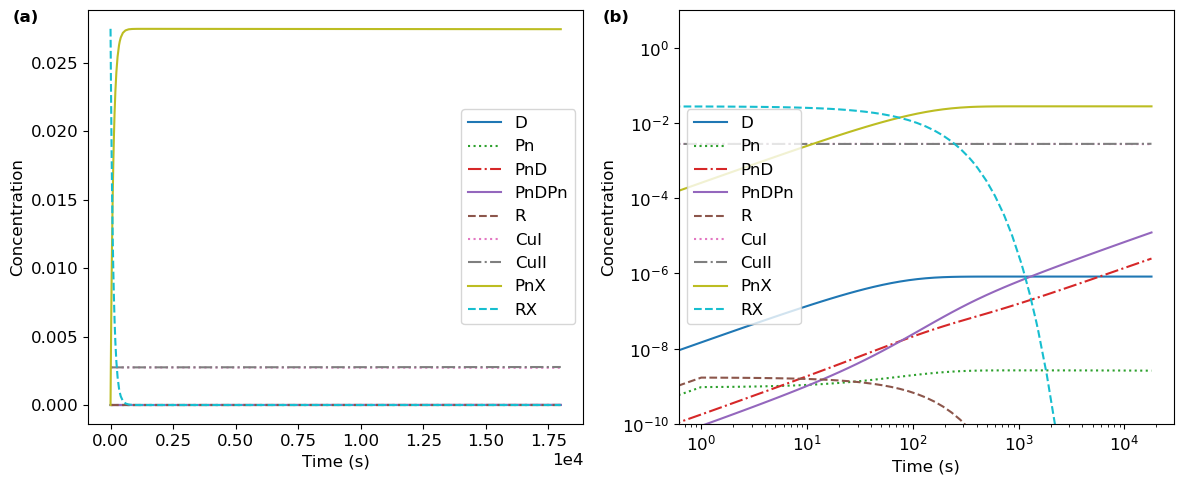 (a)
Concentration
0.025
0.020
0.015
0.010
0.005
0.000
D
Pn
PnD
PnDPn
R
CuI
CuII
PnX
RX
0.00 0.25 0.50 0.75 1.00 1.25 1.50 1.75
1e4
Time (s)
(b)
Concentration
10^0
10^-2
10^-4
10^-6
10^-8
10^-10
D
Pn
PnD
PnDPn
R
CuI
CuII
PnX
RX
10^0 10^1 10^2 10^3 10^4
Time (s)